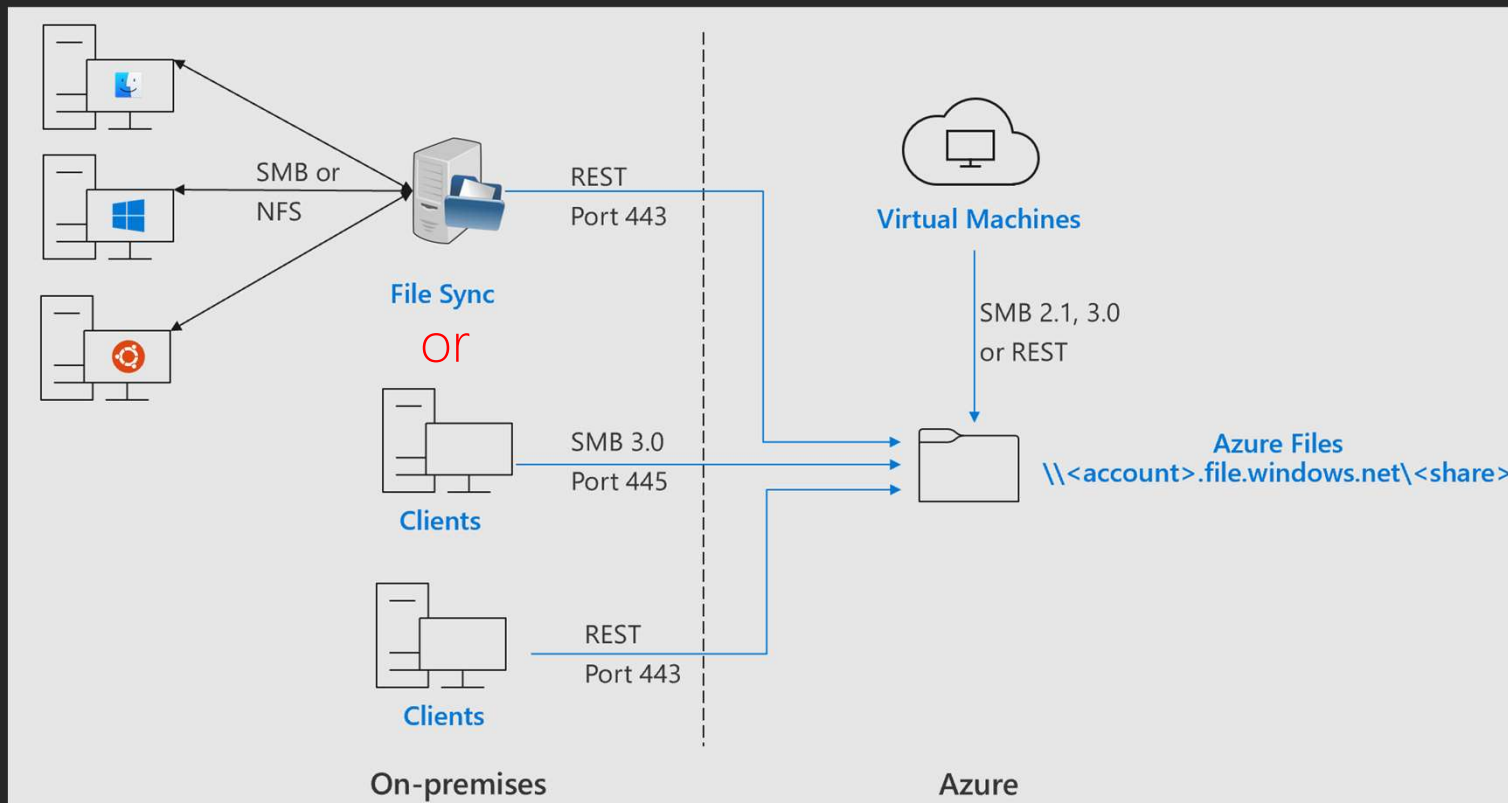 SMB or
NFS
File Sync
or
REST
Port 443
SMB 3.0
Port 445
Clients
REST
Port 443
Clients
On-premises
Virtual Machines
SMB 2.1, 3.0
or REST
Azure Files
\\<account>.file.windows.net\<share>
Azure